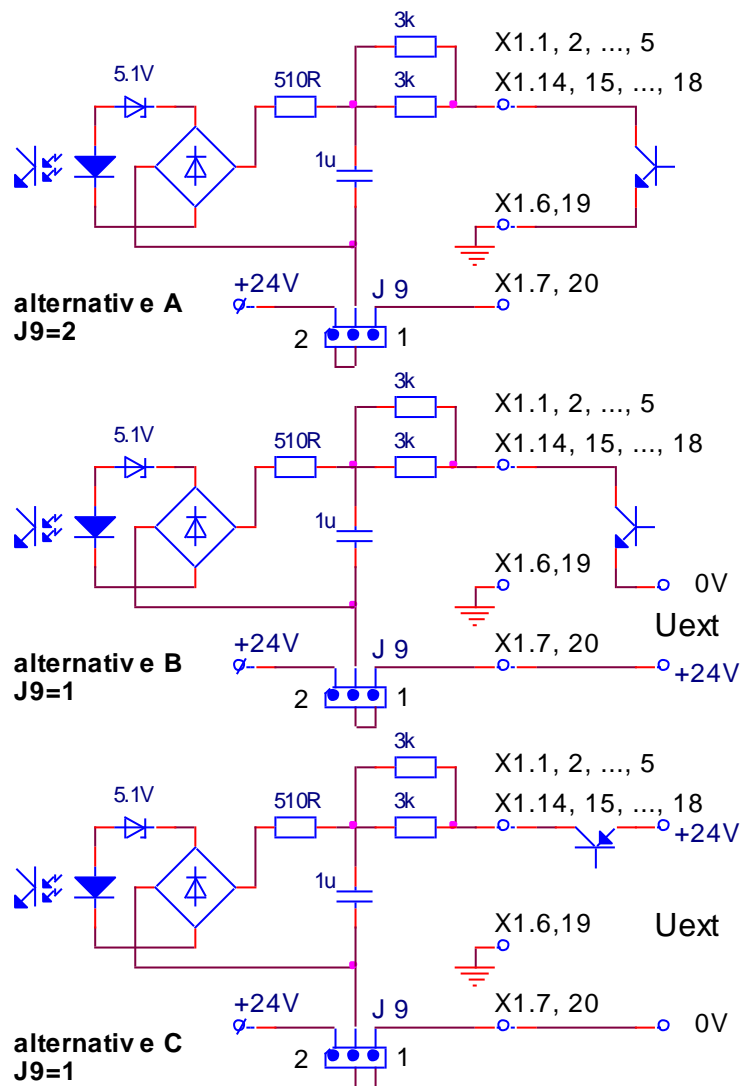 3k
X1.1, 2, ..., 5
5.1V
510R
3k
X1.14, 15, ..., 18
1u
X1.6,19
+24V
J 9
X1.7, 20
alternativ e A
J9=2
2
1
3k
X1.1, 2, ..., 5
5.1V
510R
3k
X1.14, 15, ..., 18
1u
X1.6,19
0V
Uext
+24V
J 9
X1.7, 20
+24V
alternativ e B
J9=1
2
1
3k
X1.1, 2, ..., 5
5.1V
510R
3k
X1.14, 15, ..., 18
+24V
1u
X1.6,19
Uext
+24V
J 9
X1.7, 20
0V
alternativ e C
J9=1
2
1